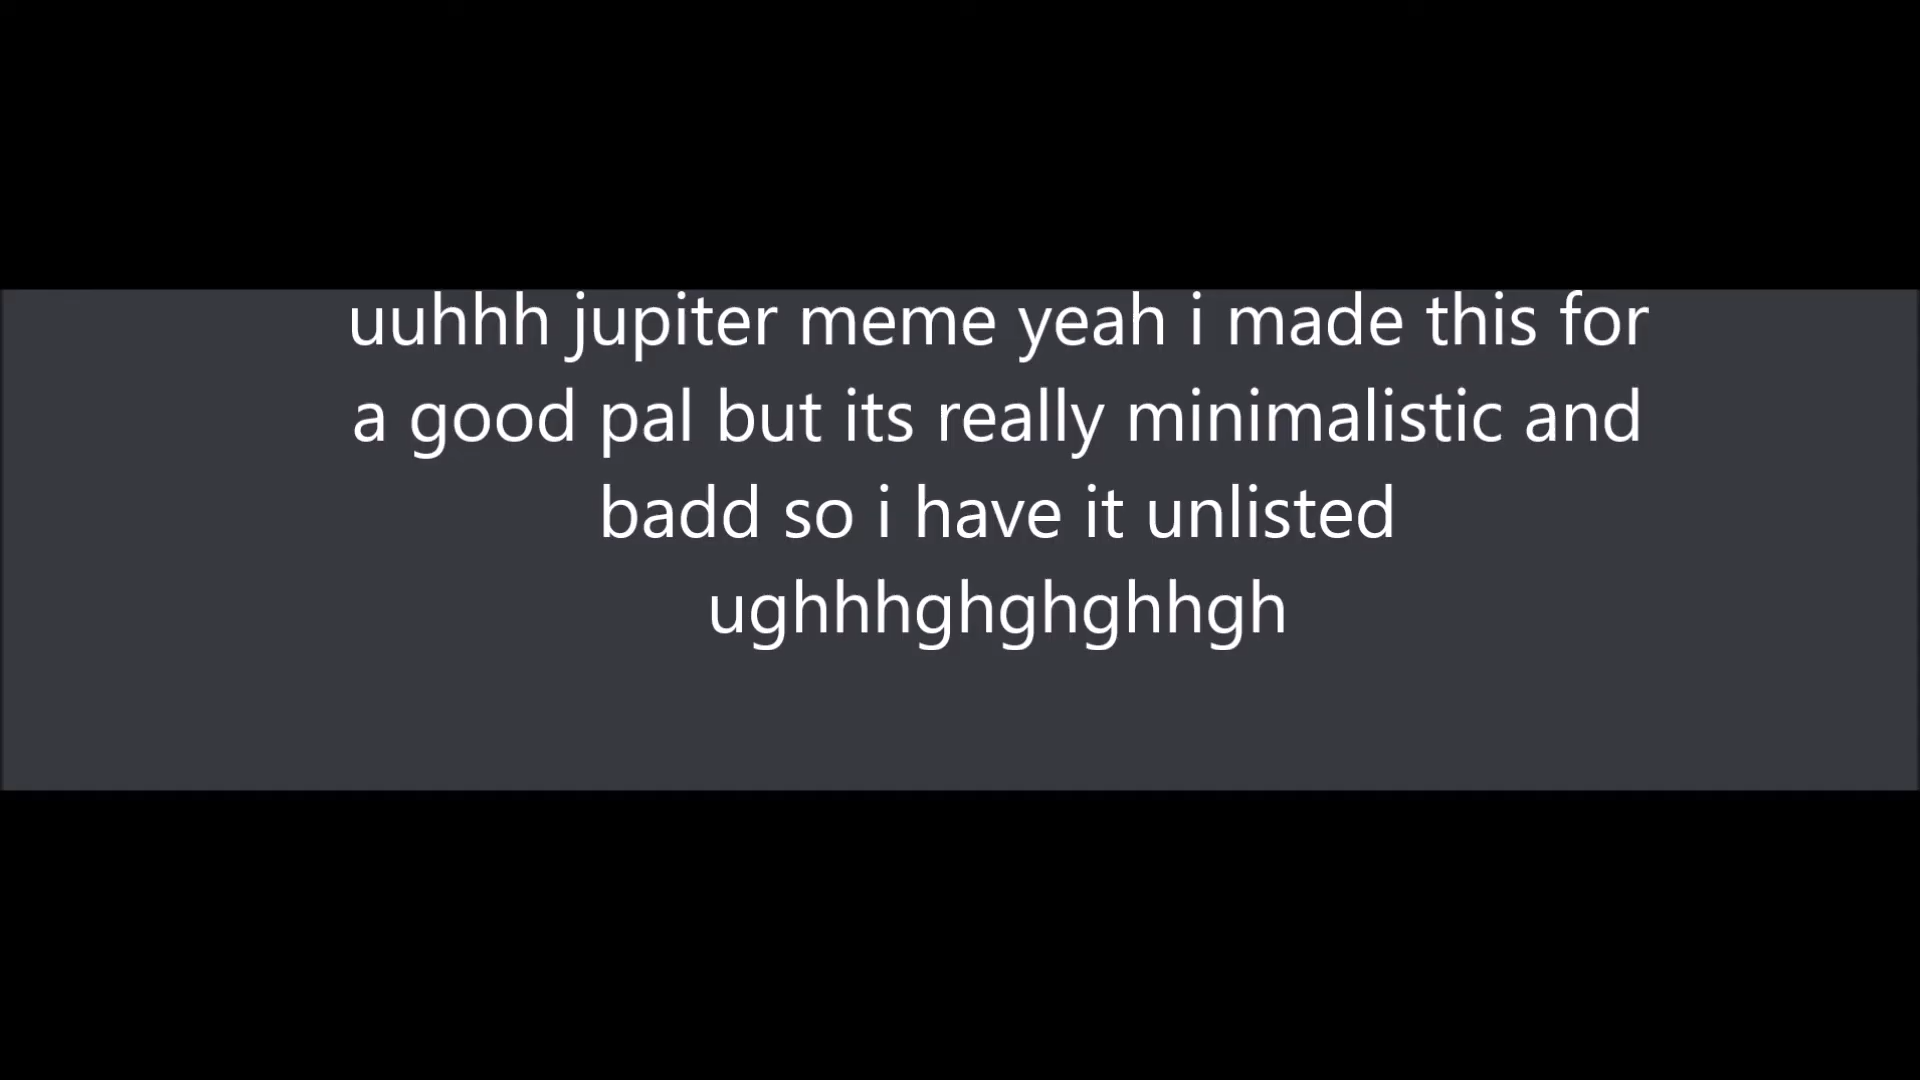 uuhhh jupiter meme yeah i made this for
a good pal but its really minimalistic and
badd so i have it unlisted
ughhhghghghhgh